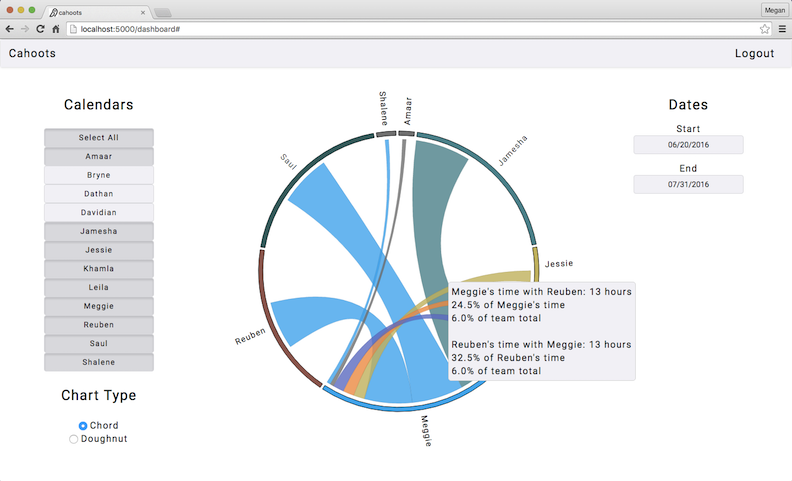 cahoots
Megan
localhost:5000/dashboard#
Cahoots
Logout
Calendars
Select All
Amaar
Bryne
Dathan
Davidian
Jamesha
Jessie
Khamla
Leila
Meggie
Reuben
Saul
Shalene
Chart Type
Chord
Doughnut
Saul
Shalene
Amaar
Jamesha
Jessie
Reuben
Meggie
Meggie's time with Reuben: 13 hours
24.5% of Meggie's time
6.0% of team total
Reuben's time with Meggie: 13 hours
32.5% of Reuben's time
6.0% of team total
Dates
Start
06/20/2016
End
07/31/2016